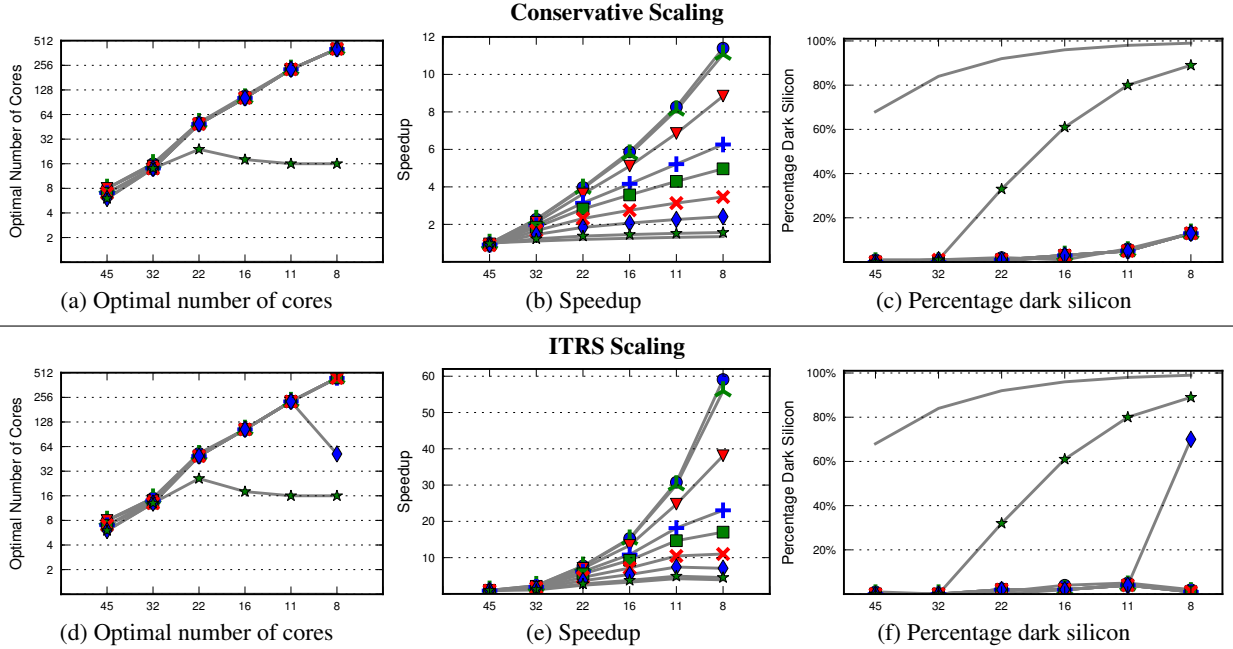 Conservative Scaling
Optimal Number of Cores
512
256
128
64
32
16
8
4
2
45 32 22 16 11 8
(a) Optimal number of cores
Speedup
12
10
8
6
4
2
45 32 22 16 11 8
(b) Speedup
Percentage Dark Silicon
100%
80%
60%
40%
20%
45 32 22 16 11 8
(c) Percentage dark silicon
ITRS Scaling
Optimal Number of Cores
512
256
128
64
32
16
8
4
2
45 32 22 16 11 8
(d) Optimal number of cores
Speedup
60
50
40
30
20
10
45 32 22 16 11 8
(e) Speedup
Percentage Dark Silicon
100%
80%
60%
40%
20%
45 32 22 16 11 8
(f) Percentage dark silicon